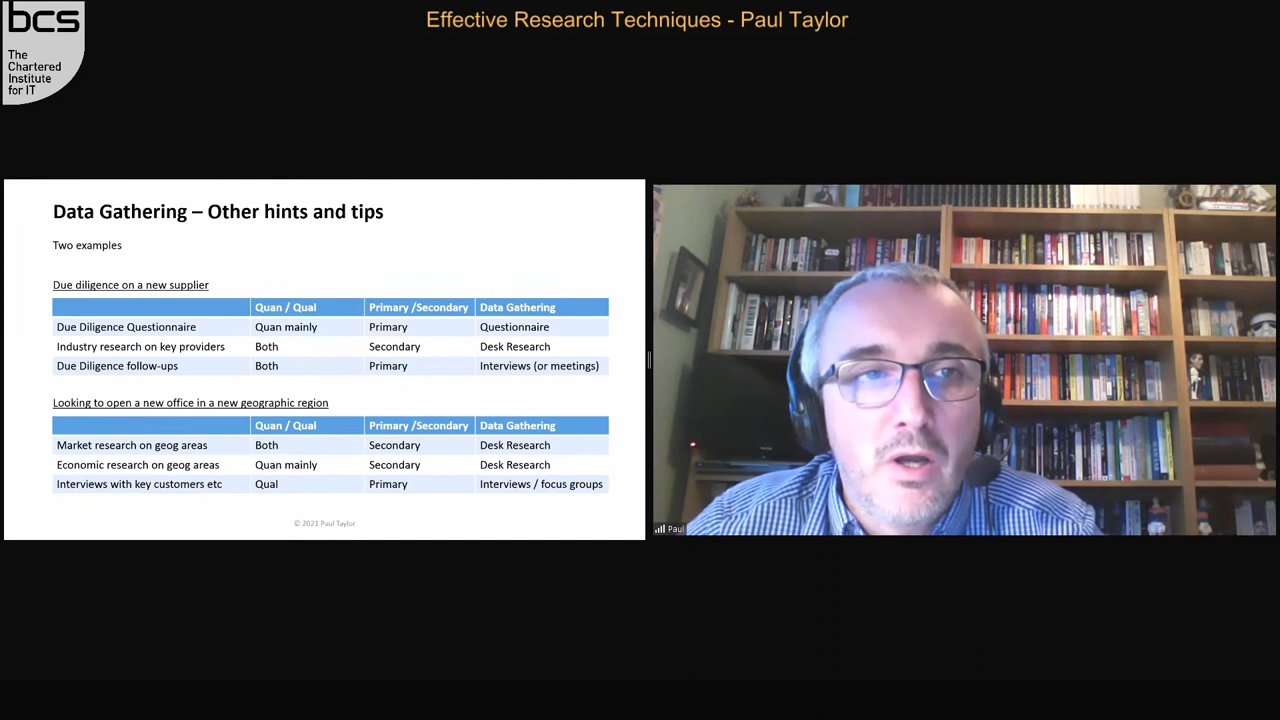 bcs
The
Chartered
Institute
for IT
Effective Research Techniques - Paul Taylor
Data Gathering – Other hints and tips
Two examples
Due diligence on a new supplier
Quan / Qual Primary /Secondary Data Gathering
Due Diligence Questionnaire Quan mainly Primary Questionnaire
Industry research on key providers Both Secondary Desk Research
Due Diligence follow-ups Both Primary Interviews (or meetings)
Looking to open a new office in a new geographic region
Quan / Qual Primary /Secondary Data Gathering
Market research on geog areas Both Secondary Desk Research
Economic research on geog areas Quan mainly Secondary Desk Research
Interviews with key customers etc Qual Primary Interviews / focus groups
© 2021 Paul Taylor
Paul